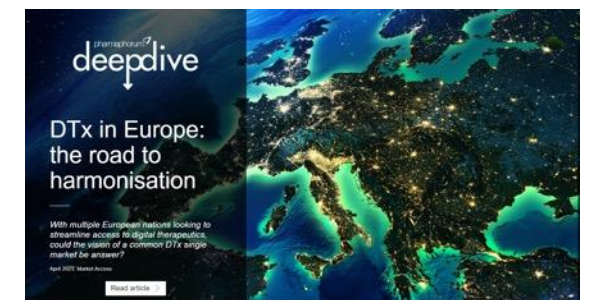 pharmaphorum
deepdive
DTx in Europe:
the road to
harmonisation
With multiple European nations looking to
streamline access to digital therapeutics,
could the vision of a common DTx single
market be answer?
April 2023, Market Access
Read article